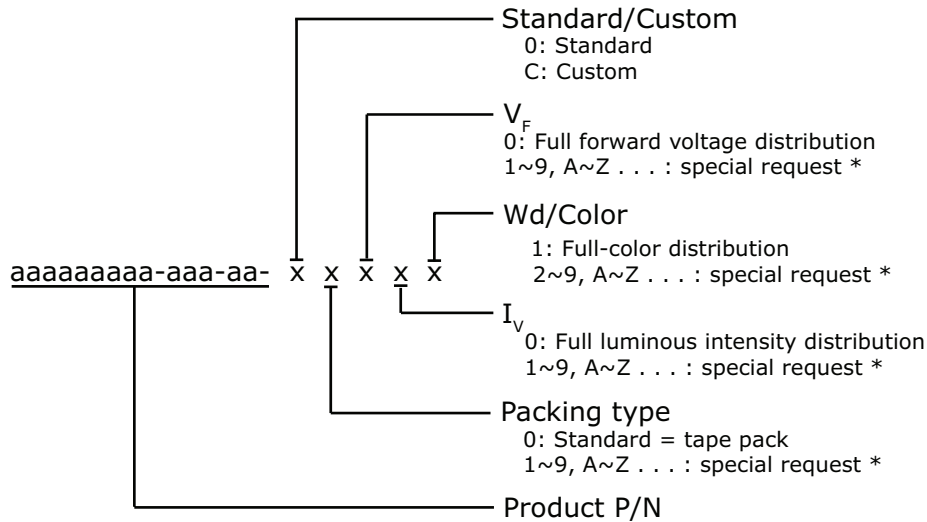 Standard/Custom
0: Standard
C: Custom
VF
0: Full forward voltage distribution
1~9, A~Z . . . : special request *
Wd/Color
1: Full-color distribution
2~9, A~Z . . . : special request *
aaaaaaaaa-aaa-aa- x x x x x
IV
0: Full luminous intensity distribution
1~9, A~Z . . . : special request *
Packing type
0: Standard = tape pack
1~9, A~Z . . . : special request *
Product P/N